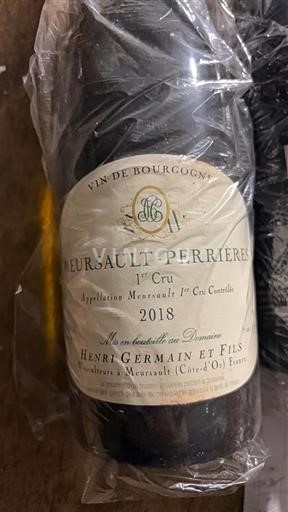 VIN DE BOURGOGNE
MEURSAULT-PERRIÈRES
1er Cru
Appellation Meursault 1er Cru Contrôlée
2018
Mis en bouteille au Domaine
HENRI GERMAIN ET FILS
Viticulteurs à Meursault (Côte-d'Or) France